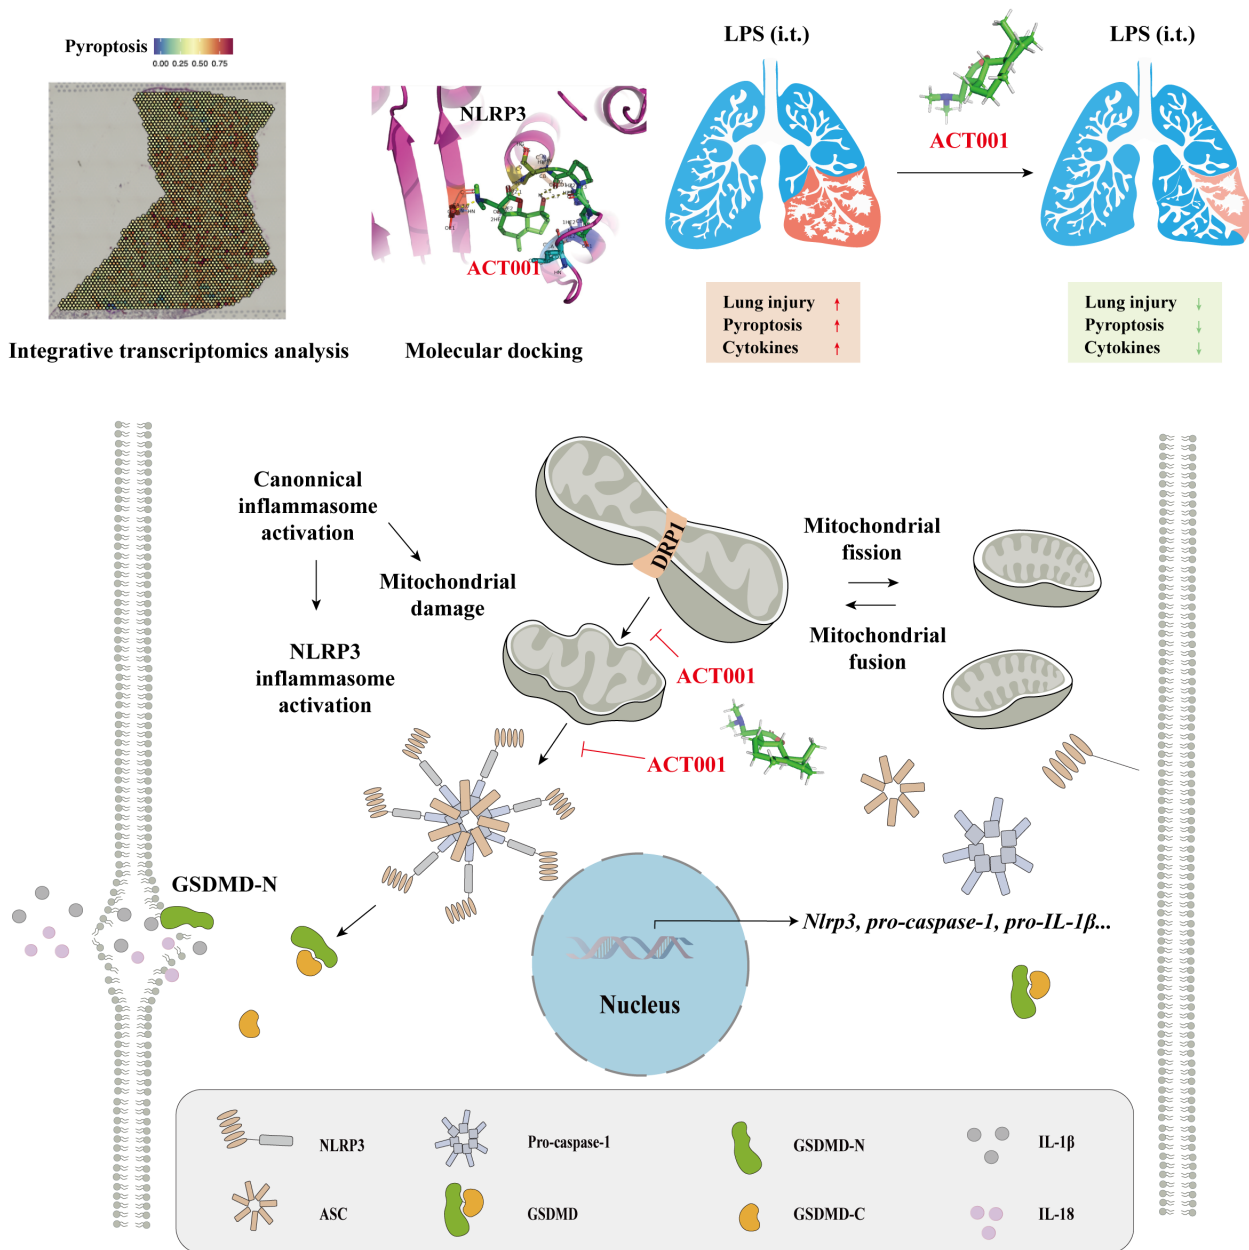 Pyroptosis
0.00 0.25 0.50 0.75
Integrative transcriptomics analysis
NLRP3
ACT001
Molecular docking
LPS (i.t.)
ACT001
LPS (i.t.)
Lung injury ↑
Pyroptosis ↑
Cytokines ↑
Lung injury ↓
Pyroptosis ↓
Cytokines ↓
Canonnical
inflammasome
activation
Mitochondrial
damage
NLRP3
inflammasome
activation
DRP1
Mitochondrial
fission
Mitochondrial
fusion
ACT001
ACT001
GSDMD-N
Nlrp3, pro-caspase-1, pro-IL-1β...
Nucleus
NLRP3
Pro-caspase-1
GSDMD-N
IL-1β
ASC
GSDMD
GSDMD-C
IL-18